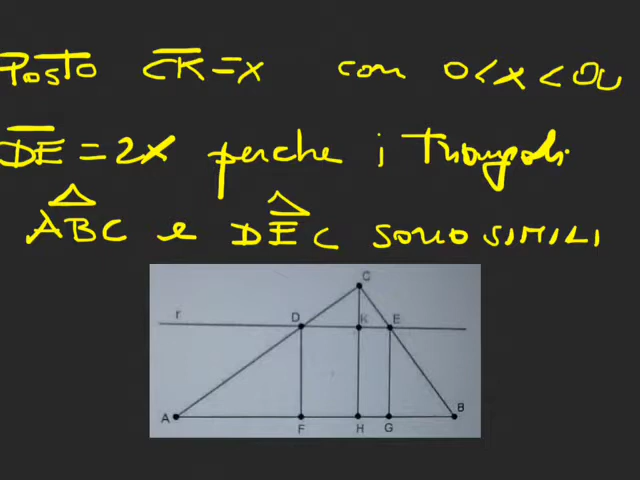 Posto CK = x con 0<x<
DE = 2x perche i Triangoli
ABC e DEC sono SIMILI
C
r D K E
A B
F H G